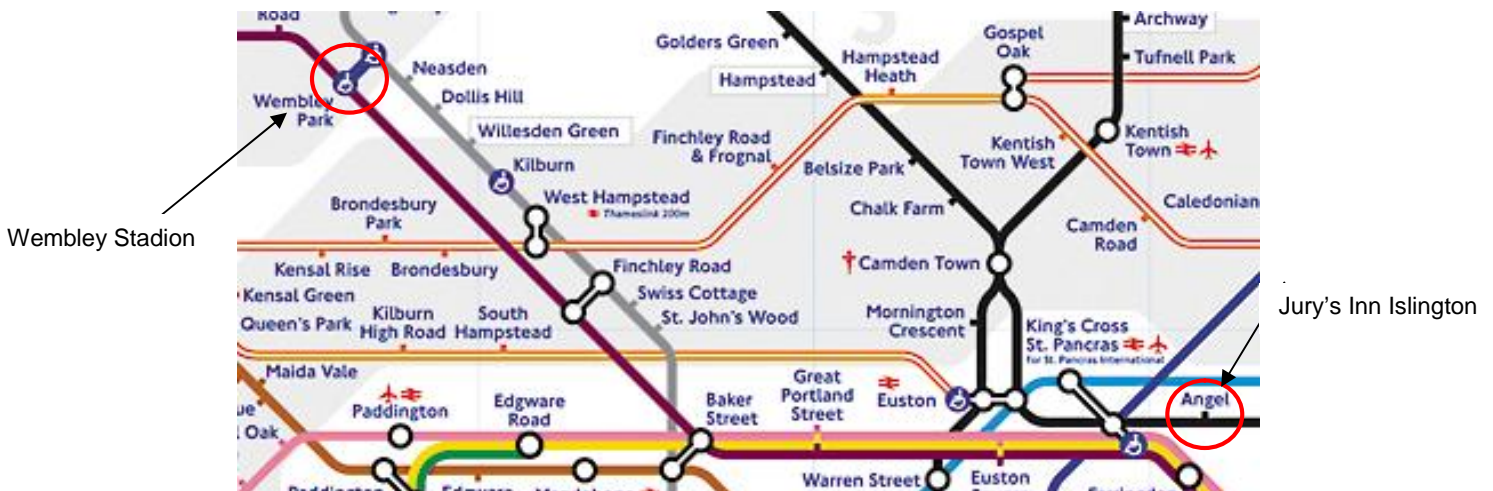 Road
Neasden
Dollis Hill
Wembley
Park
Willesden Green
Kilburn
West Hampstead
Thameslink 200m
Brondesbury
Park
Kensal Rise
Brondesbury
Kensal Green
Queen's Park
Kilburn
High Road
South
Hampstead
Finchley Road
Swiss Cottage
St. John's Wood
Maida Vale
Paddington
Edgware
Road
Baker
Street
Great
Portland
Street
Euston
Golders Green
Hampstead
Hampstead
Heath
Gospel
Oak
Archway
Tufnell Park
Finchley Road
& Frognal
Belsize Park
Chalk Farm
Kentish
Town West
Kentish
Town
Caledonian
Camden
Road
Camden Town
Mornington
Crescent
King's Cross
St. Pancras
for St. Pancras International
Angel
Warren Street
Euston
Oak
Wembley Stadion
Jury's Inn Islington